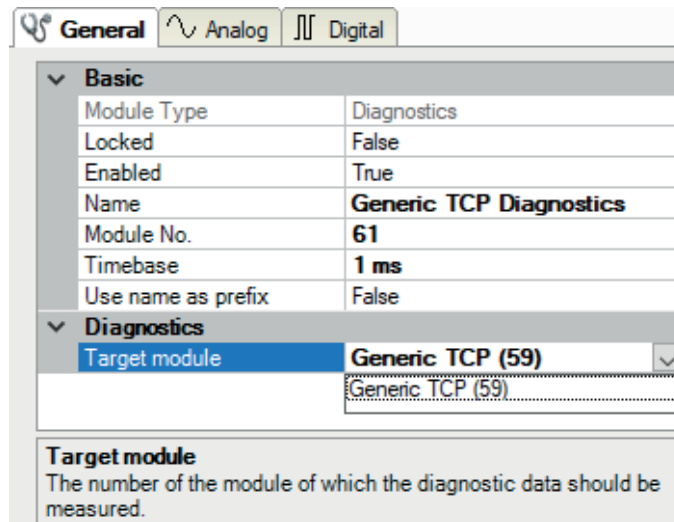 General Analog Digital
Basic
Module Type Diagnostics
Locked False
Enabled True
Name Generic TCP Diagnostics
Module No. 61
Timebase 1 ms
Use name as prefix False
Diagnostics
Target module Generic TCP (59)
Generic TCP (59)
Target module
The number of the module of which the diagnostic data should be
measured.